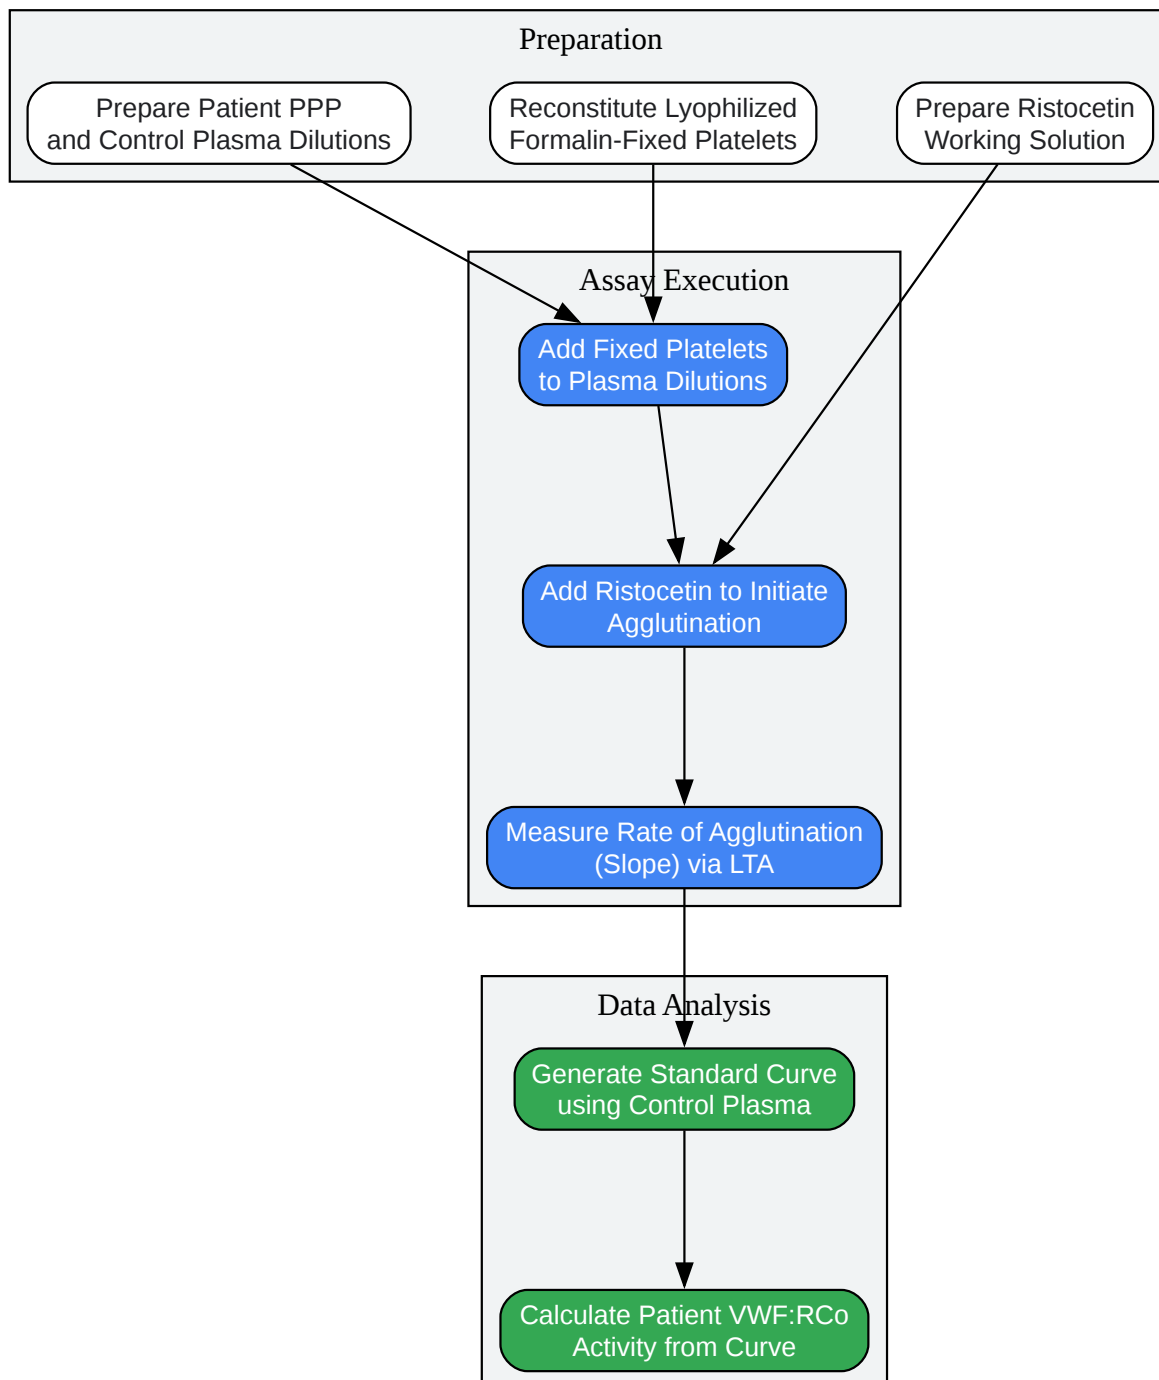 Preparation
Prepare Patient PPP
and Control Plasma Dilutions
Reconstitute Lyophilized
Formalin-Fixed Platelets
Prepare Ristocetin
Working Solution
Assay Execution
Add Fixed Platelets
to Plasma Dilutions
Add Ristocetin to Initiate
Agglutination
Measure Rate of Agglutination
(Slope) via LTA
Data Analysis
Generate Standard Curve
using Control Plasma
Calculate Patient VWF:RCo
Activity from Curve